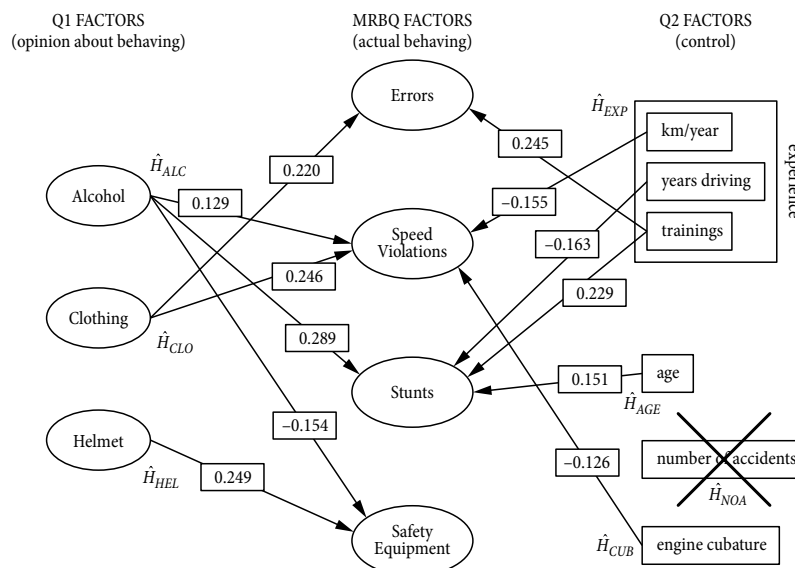 Q1 FACTORS
(opinion about behaving)
MRBQ FACTORS
(actual behaving)
Q2 FACTORS
(control)
Errors
Ĥ_EXP
km/year
experience
0.245
Ĥ_ALC
0.220
years driving
Alcohol
0.129
−0.155
Speed
Violations
−0.163
trainings
0.246
0.229
Clothing
Ĥ_CLO
0.289
Stunts
0.151
age
Ĥ_AGE
−0.154
Helmet
−0.126
number of accidents
Ĥ_HEL
0.249
Ĥ_NOA
Safety
Equipment
Ĥ_CUB
engine cubature